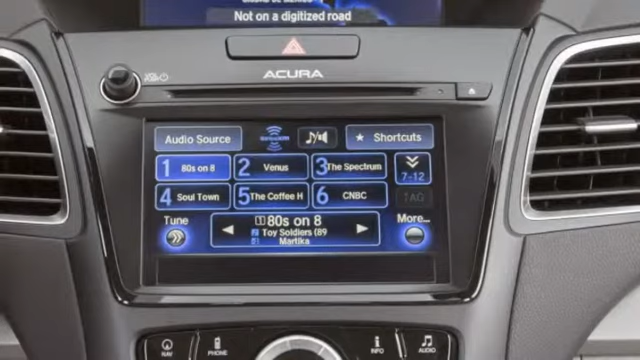 Not on a digitized road
ACURA
Audio Source
Shortcuts
1 80s on 8
2 Venus
3 The Spectrum
7-12
4 Soul Town
5 The Coffee H
6 CNBC
TAG
Tune
80s on 8
Toy Soldiers (89
Martika
More...
NAV
PHONE
INFO
AUDIO